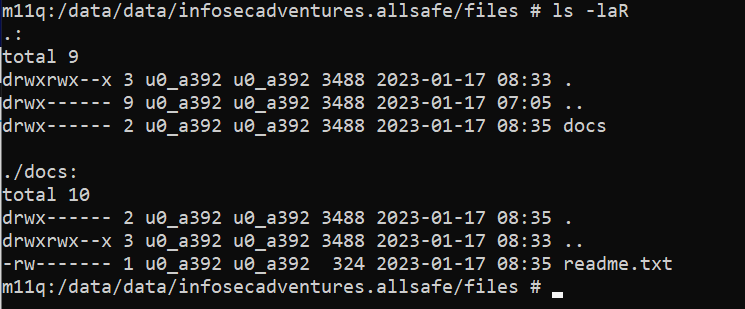 m11q:/data/data/infosecadventures.allsafe/files # ls -laR
.:
total 9
drwxrwx--x 3 u0_a392 u0_a392 3488 2023-01-17 08:33 .
drwx------ 9 u0_a392 u0_a392 3488 2023-01-17 07:05 ..
drwx------ 2 u0_a392 u0_a392 3488 2023-01-17 08:35 docs

./docs:
total 10
drwx------ 2 u0_a392 u0_a392 3488 2023-01-17 08:35 .
drwxrwx--x 3 u0_a392 u0_a392 3488 2023-01-17 08:33 ..
-rw------- 1 u0_a392 u0_a392  324 2023-01-17 08:35 readme.txt
m11q:/data/data/infosecadventures.allsafe/files #